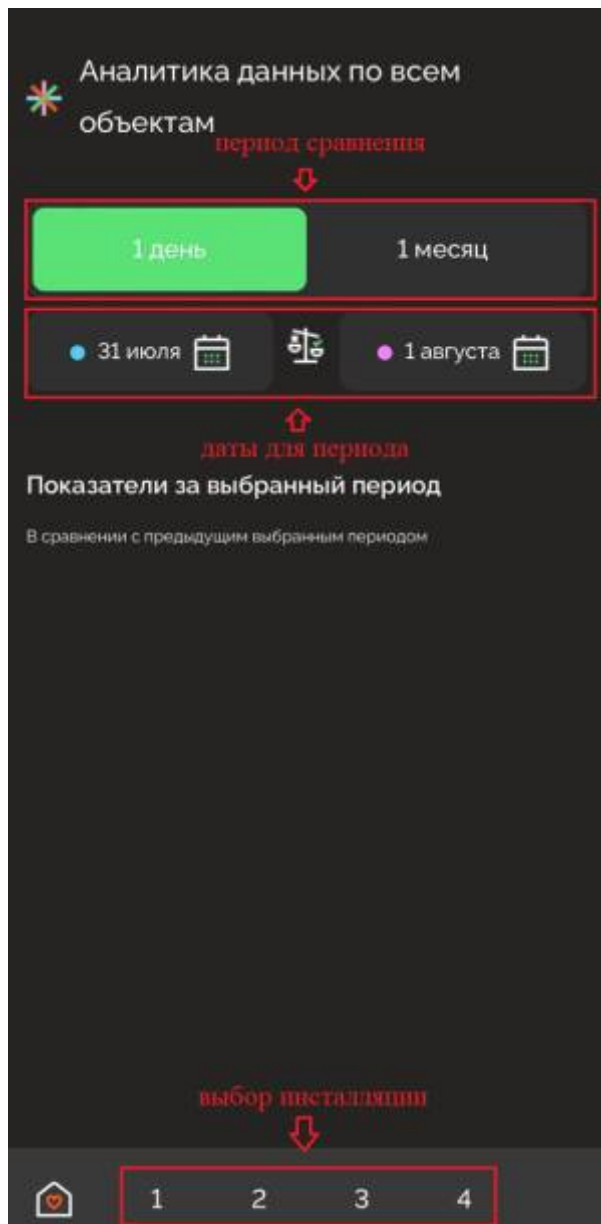 Аналитика данных по всем
объектам
период сравнения
1 день
1 месяц
31 июля
1 августа
даты для периода
Показатели за выбранный период
В сравнении с предыдущим выбранным периодом
выбор инсталляции
1 2 3 4